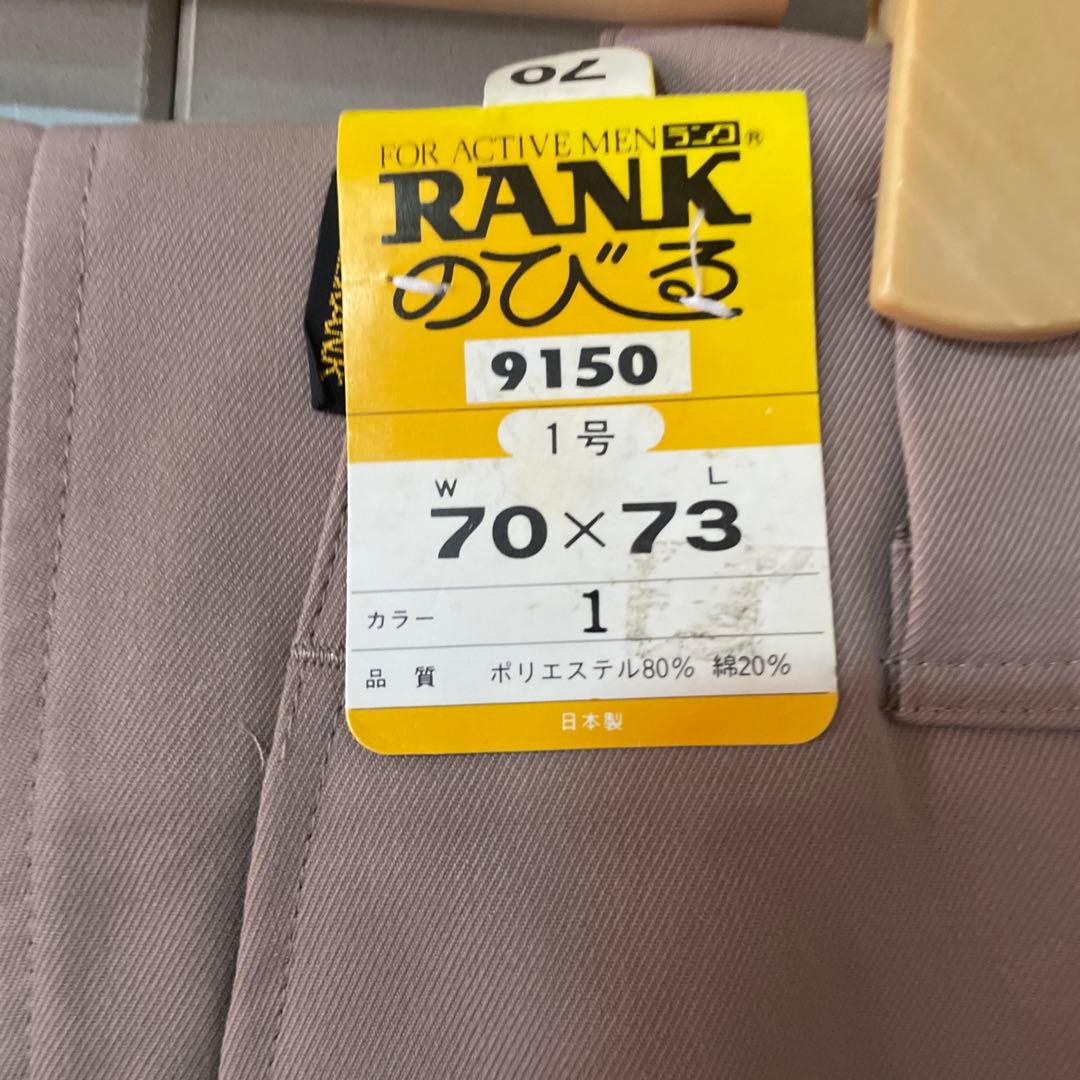 70
FOR ACTIVE MEN ランク®
RANK
のびる
9150
1号
W L
70×73
カラー 1
品質 ポリエステル80% 綿20%
日本製